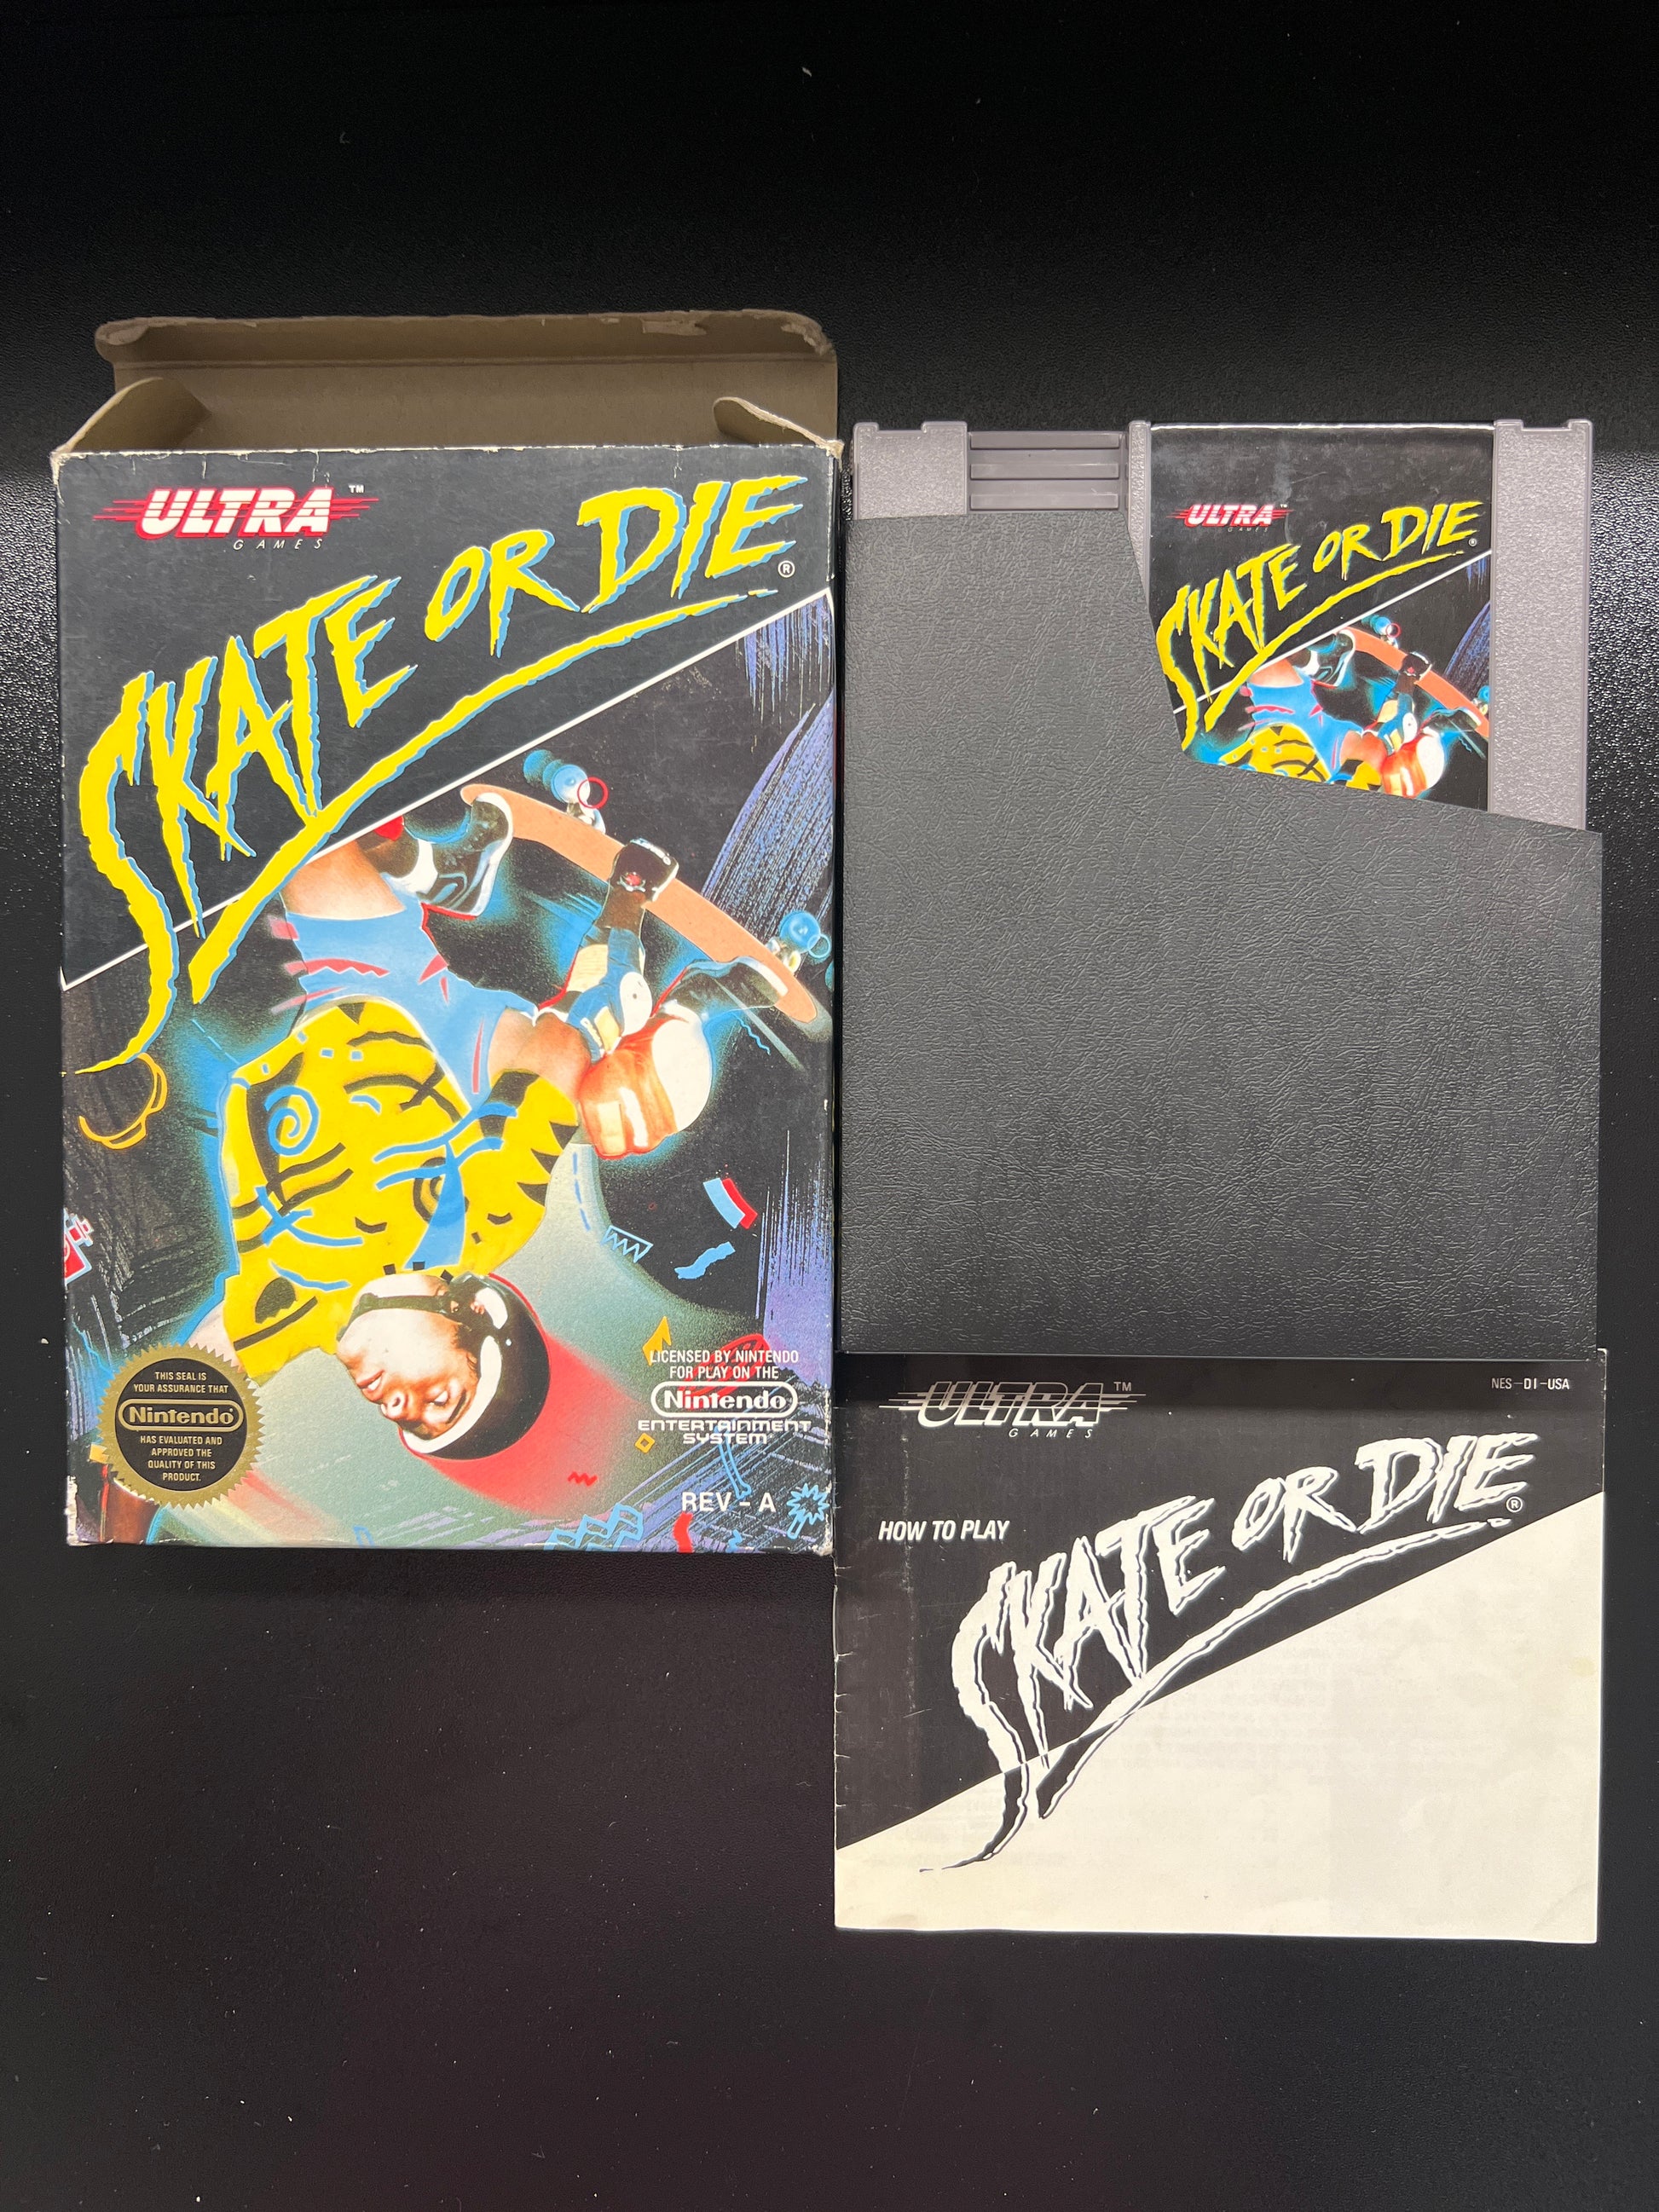 ULTRA™
GAMES
SKATE OR DIE®
THIS SEAL IS
YOUR ASSURANCE THAT
Nintendo®
HAS EVALUATED AND
APPROVED THE
QUALITY OF THIS
PRODUCT.
LICENSED BY NINTENDO
FOR PLAY ON THE
Nintendo
ENTERTAINMENT
SYSTEM®
REV-A
ULTRA™
GAMES
SKATE OR DIE®
ULTRA™
GAMES
NES-DI-USA
HOW TO PLAY
SKATE OR DIE®